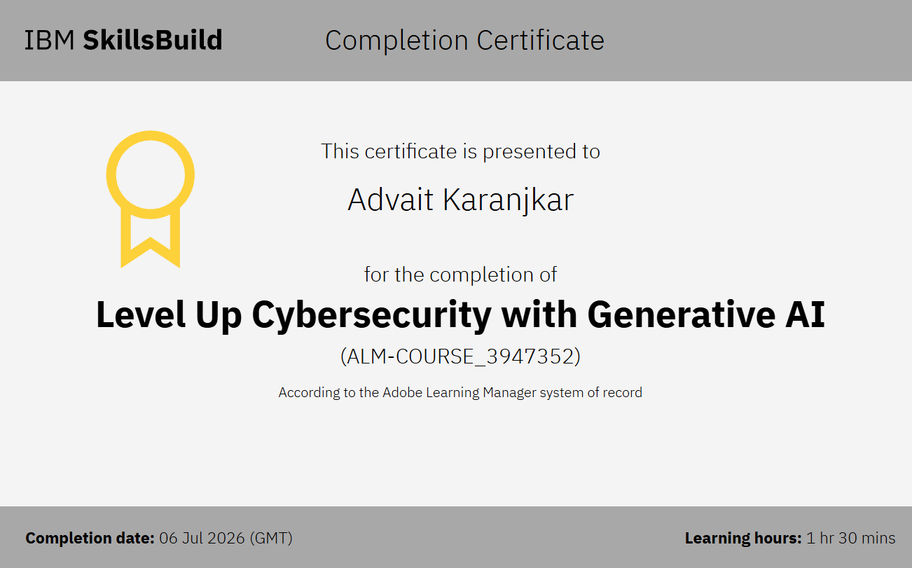 IBM SkillsBuild
Completion Certificate
This certificate is presented to
Advait Karanjkar
for the completion of
Level Up Cybersecurity with Generative AI
(ALM-COURSE_3947352)
According to the Adobe Learning Manager system of record
Completion date: 06 Jul 2026 (GMT)
Learning hours: 1 hr 30 mins